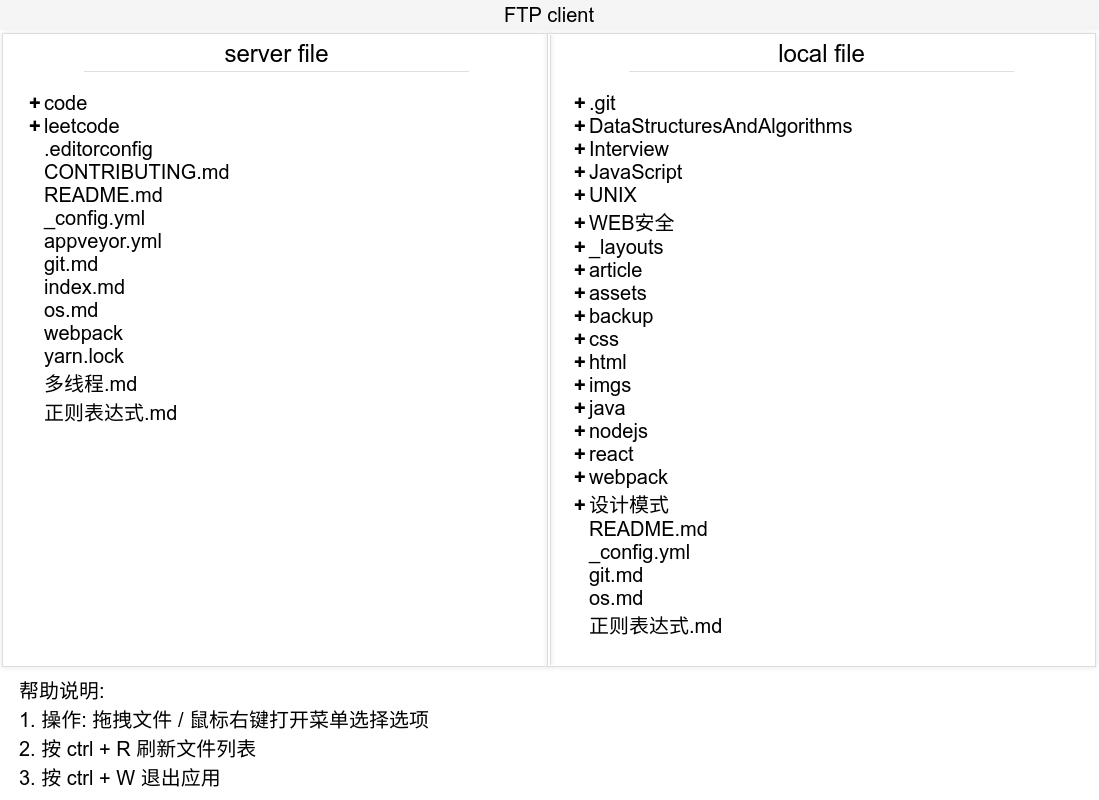 FTP client
server file
+ code
+ leetcode
.editorconfig
CONTRIBUTING.md
README.md
_config.yml
appveyor.yml
git.md
index.md
os.md
webpack
yarn.lock
多线程.md
正则表达式.md
local file
+ .git
+ DataStructuresAndAlgorithms
+ Interview
+ JavaScript
+ UNIX
+ WEB安全
+ _layouts
+ article
+ assets
+ backup
+ css
+ html
+ imgs
+ java
+ nodejs
+ react
+ webpack
+ 设计模式
README.md
_config.yml
git.md
os.md
正则表达式.md
帮助说明:
1. 操作: 拖拽文件 / 鼠标右键打开菜单选择选项
2. 按 ctrl + R 刷新文件列表
3. 按 ctrl + W 退出应用